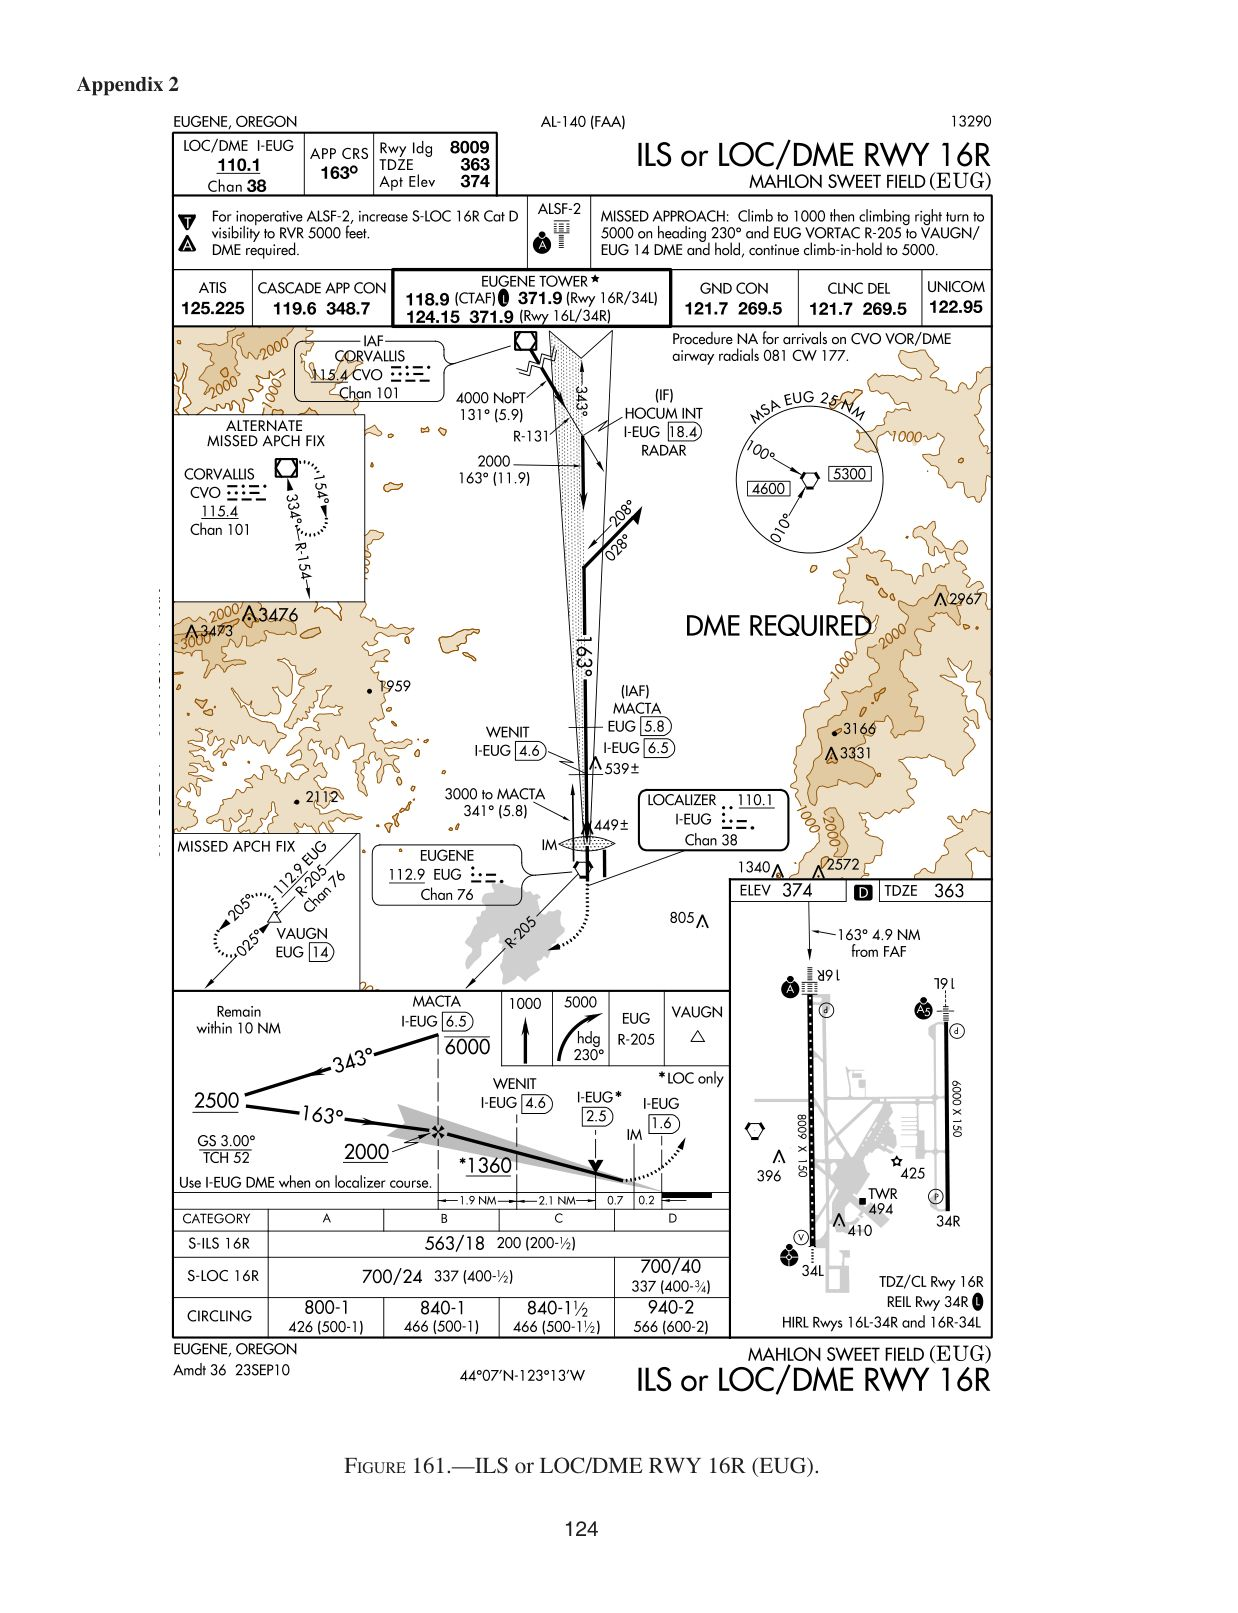 Appendix 2
EUGENE, OREGON
AL-140 (FAA)
13290
LOC/DME I-EUG
110.1
Chan 38
APP CRS
163°
Rwy ldg 8009
TDZE 363
Apt Elev 374
ILS or LOC/DME RWY 16R
MAHLON SWEET FIELD (EUG)
T
A
For inoperative ALSF-2, increase S-LOC 16R Cat D
visibility to RVR 5000 feet.
DME required.
ALSF-2
A
MISSED APPROACH: Climb to 1000 then climbing right turn to
5000 on heading 230° and EUG VORTAC R-205 to VAUGN/
EUG 14 DME and hold, continue climb-in-hold to 5000.
ATIS
125.225
CASCADE APP CON
119.6 348.7
EUGENE TOWER★
118.9 (CTAF) L 371.9 (Rwy 16R/34L)
124.15 371.9 (Rwy 16L/34R)
GND CON
121.7 269.5
CLNC DEL
121.7 269.5
UNICOM
122.95
Procedure NA for arrivals on CVO VOR/DME
airway radials 081 CW 177.
IAF
CORVALLIS
115.4 CVO
Chan 101
2000
2000
1000
4000 NoPT
131° (5.9)
R-131
343°
(IF)
HOCUM INT
I-EUG 18.4
RADAR
2000
163° (11.9)
MSA EUG 25 NM
100°
5300
4600
010°
1000
ALTERNATE
MISSED APCH FIX
CORVALLIS
CVO
115.4
Chan 101
154°
334°
R-154
208°
028°
DME REQUIRED
2967
2000
1000
2000
3476
3473
3000
163°
1959
(IAF)
MACTA
EUG 5.8
I-EUG 6.5
WENIT
I-EUG 4.6
539±
3166
3331
2112
3000 to MACTA
341° (5.8)
LOCALIZER 110.1
I-EUG
Chan 38
449±
IM
1000
2000
1340
2572
MISSED APCH FIX
112.9 EUG
R-205
Chan 76
205°
025°
VAUGN
EUG 14
EUGENE
112.9 EUG
Chan 76
R-205
805
ELEV 374
D
TDZE 363
163° 4.9 NM
from FAF
16R
16L
A
A5
P
P
8009 X 150
6000 X 150
396
425
TWR
494
410
P
V
34R
34L
TDZ/CL Rwy 16R
REIL Rwy 34R L
HIRL Rwys 16L-34R and 16R-34L
Remain
within 10 NM
MACTA
I-EUG 6.5
6000
1000
5000
hdg
230°
EUG
R-205
VAUGN
343°
2500
163°
GS 3.00°
TCH 52
2000
WENIT
I-EUG 4.6
*1360
*LOC only
I-EUG*
2.5
I-EUG
1.6
IM
Use I-EUG DME when on localizer course.
1.9 NM
2.1 NM
0.7
0.2
CATEGORY A B C D
S-ILS 16R 563/18 200 (200-½)
S-LOC 16R 700/24 337 (400-½) 700/40
337 (400-¾)
CIRCLING 800-1 840-1 840-1½ 940-2
426 (500-1) 466 (500-1) 466 (500-1½) 566 (600-2)
EUGENE, OREGON
Amdt 36 23SEP10
44°07'N-123°13'W
MAHLON SWEET FIELD (EUG)
ILS or LOC/DME RWY 16R
FIGURE 161.—ILS or LOC/DME RWY 16R (EUG).
124